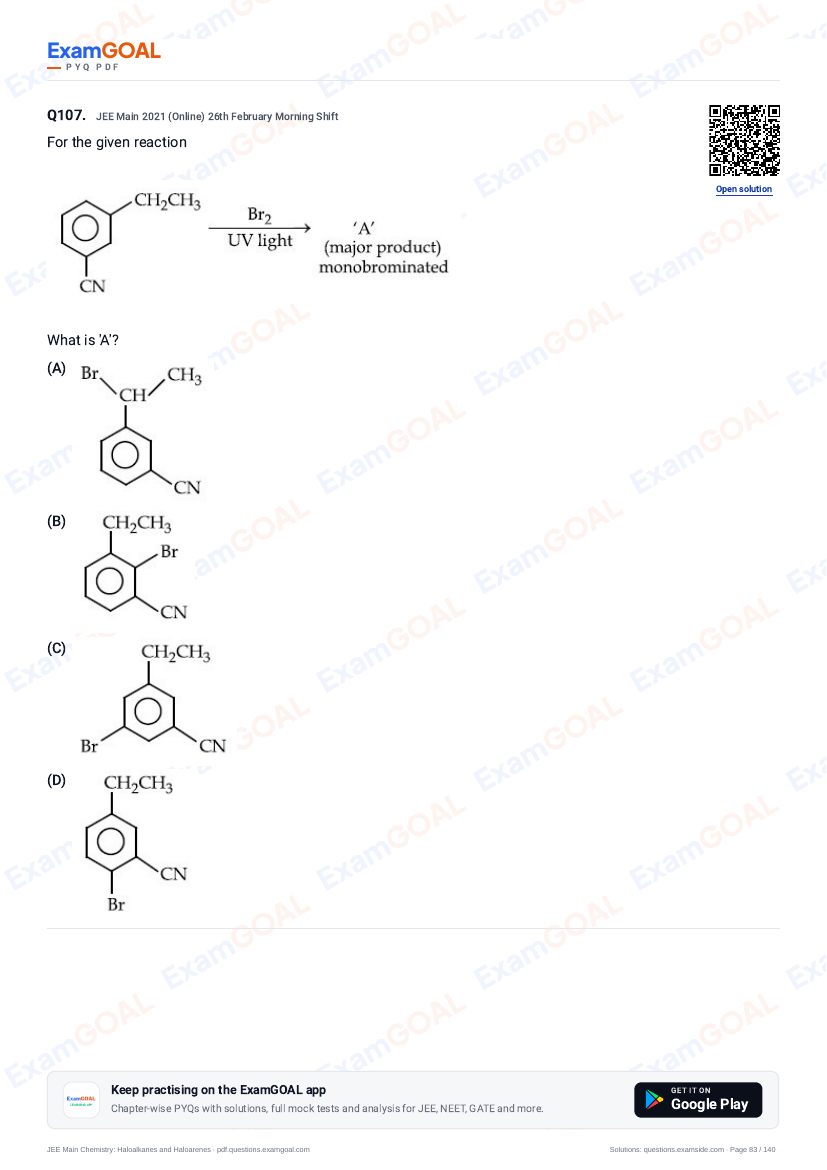 ExamGOAL
PYQ PDF
Q107. JEE Main 2021 (Online) 26th February Morning Shift
For the given reaction
Open solution
CH₂CH₃
CN
Br₂
UV light
‘A’
(major product)
monobrominated
What is 'A'?
(A)
Br
CH₃
CH
CN
(B)
CH₂CH₃
Br
CN
(C)
CH₂CH₃
Br
CN
(D)
CH₂CH₃
CN
Br
ExamGOAL
Keep practising on the ExamGOAL app
Chapter-wise PYQs with solutions, full mock tests and analysis for JEE, NEET, GATE and more.
GET IT ON
Google Play
JEE Main Chemistry: Haloalkanes and Haloarenes · pdf.questions.examgoal.com
Solutions: questions.examside.com · Page 83 / 140